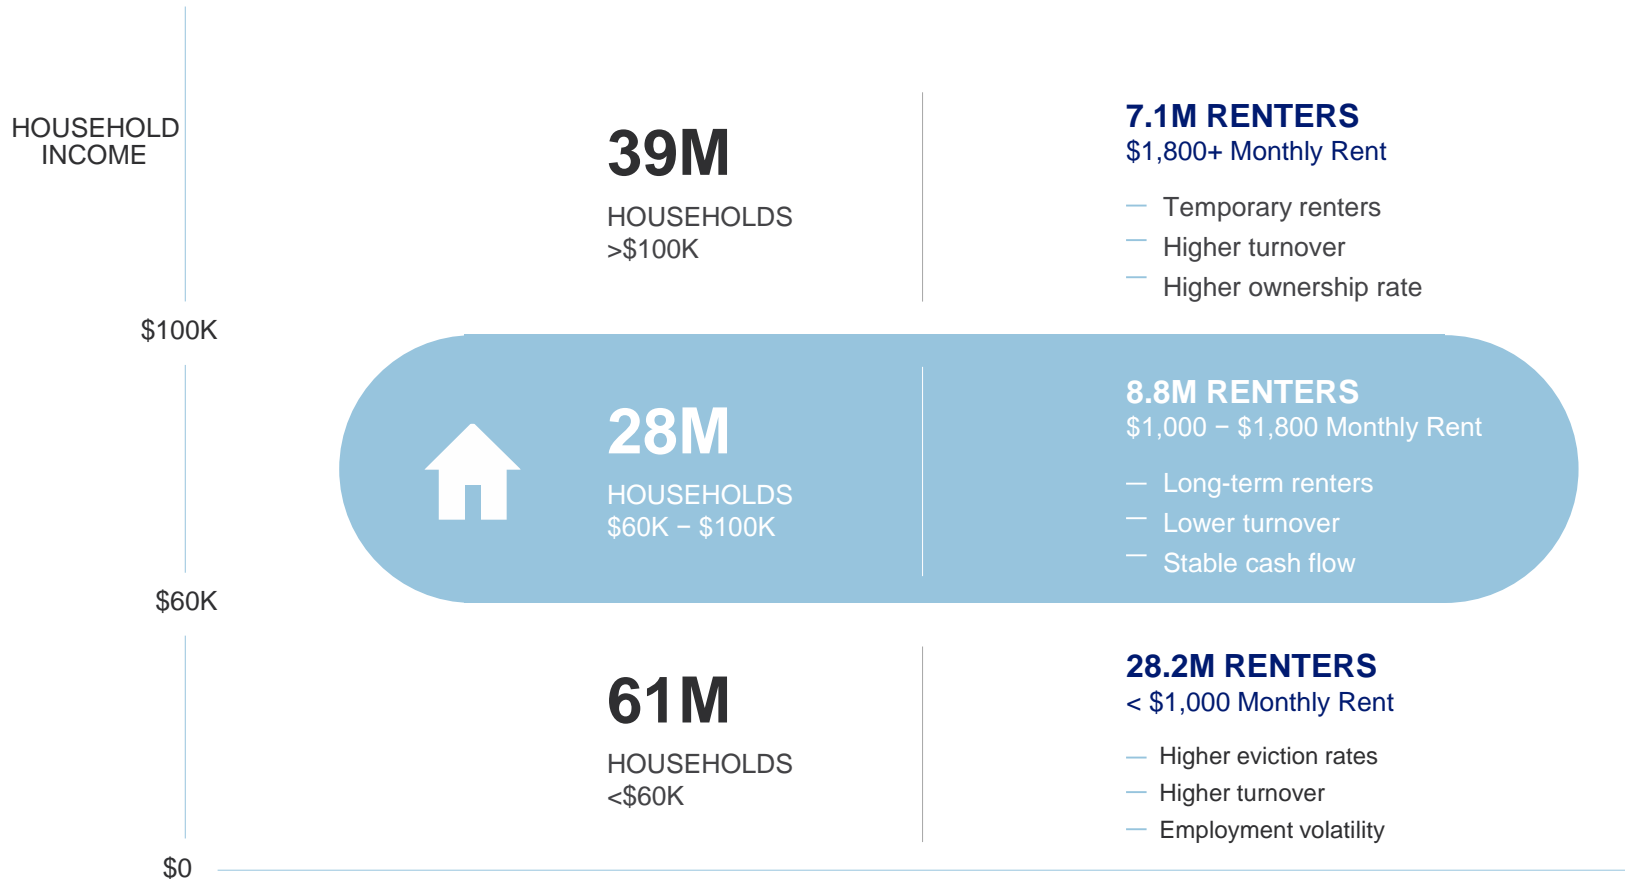 HOUSEHOLD
INCOME
39M
HOUSEHOLDS
>$100K
7.1M RENTERS
$1,800+ Monthly Rent
— Temporary renters
— Higher turnover
— Higher ownership rate
$100K
28M
HOUSEHOLDS
$60K − $100K
8.8M RENTERS
$1,000 − $1,800 Monthly Rent
— Long-term renters
— Lower turnover
— Stable cash flow
$60K
61M
HOUSEHOLDS
<$60K
28.2M RENTERS
< $1,000 Monthly Rent
— Higher eviction rates
— Higher turnover
— Employment volatility
$0